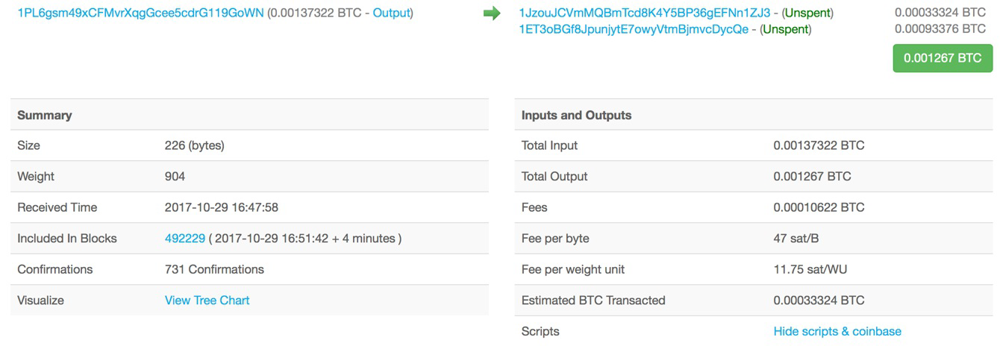 1PL6gsm49xCFMvrXqgGcee5cdrG119GoWN (0.00137322 BTC - Output)
1JzouJCVmMQBmTcd8K4Y5BP36gEFNn1ZJ3 - (Unspent) 0.00033324 BTC
1ET3oBGf8JpunjytE7owyVtmBjmvcDycQe - (Unspent) 0.00093376 BTC
0.001267 BTC
Summary
Size 226 (bytes)
Weight 904
Received Time 2017-10-29 16:47:58
Included In Blocks 492229 ( 2017-10-29 16:51:42 + 4 minutes )
Confirmations 731 Confirmations
Visualize View Tree Chart
Inputs and Outputs
Total Input 0.00137322 BTC
Total Output 0.001267 BTC
Fees 0.00010622 BTC
Fee per byte 47 sat/B
Fee per weight unit 11.75 sat/WU
Estimated BTC Transacted 0.00033324 BTC
Scripts Hide scripts & coinbase